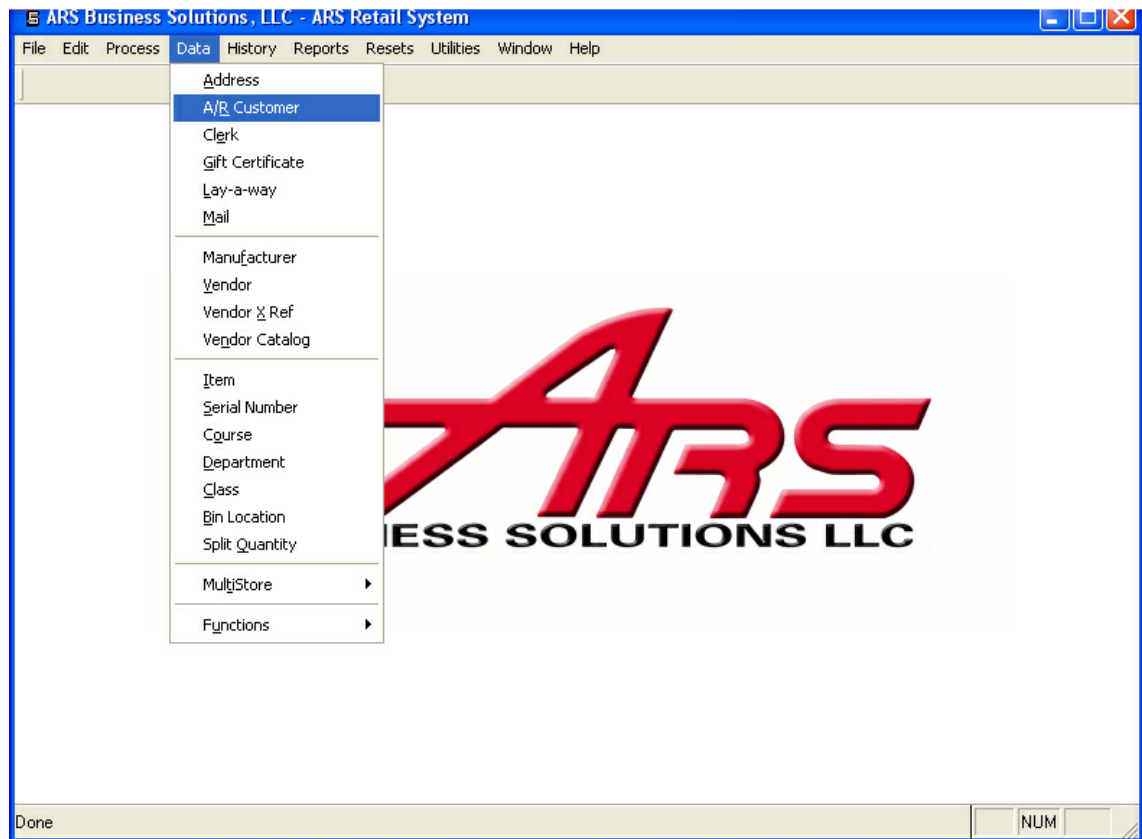 ARS Business Solutions, LLC - ARS Retail System
File Edit Process Data History Reports Resets Utilities Window Help
Address
A/R Customer
Clerk
Gift Certificate
Lay-a-way
Mail
Manufacturer
Vendor
Vendor X Ref
Vendor Catalog
Item
Serial Number
Course
Department
Class
Bin Location
Split Quantity
MultiStore
Functions
ARS
INESS SOLUTIONS LLC
Done NUM